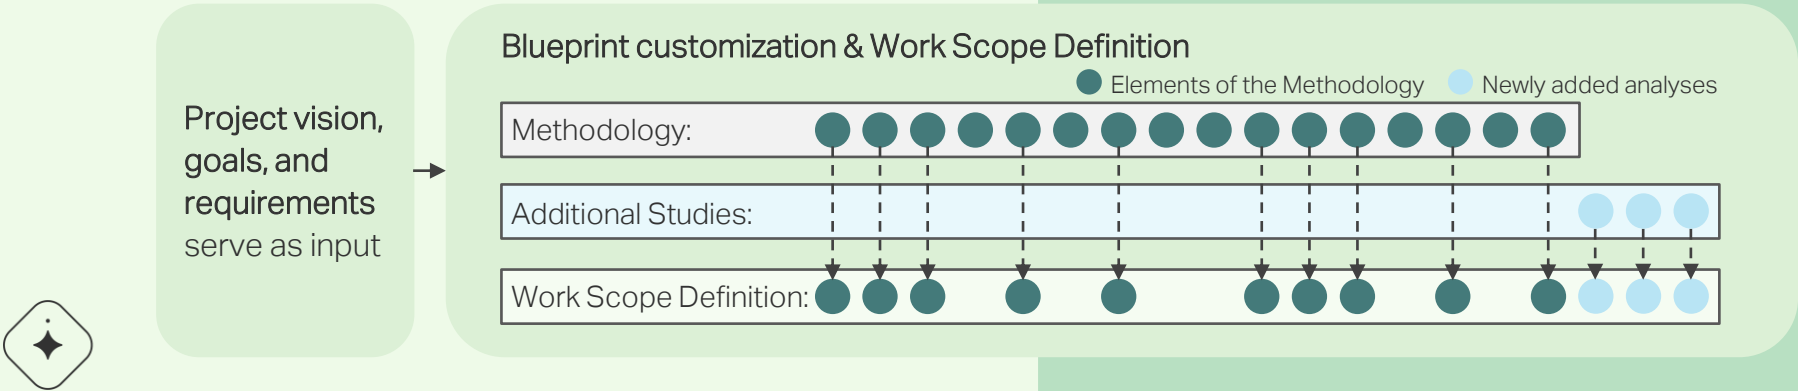 Project vision,
goals, and
requirements
serve as input
Blueprint customization & Work Scope Definition
Elements of the Methodology
Newly added analyses
Methodology:
Additional Studies:
Work Scope Definition: